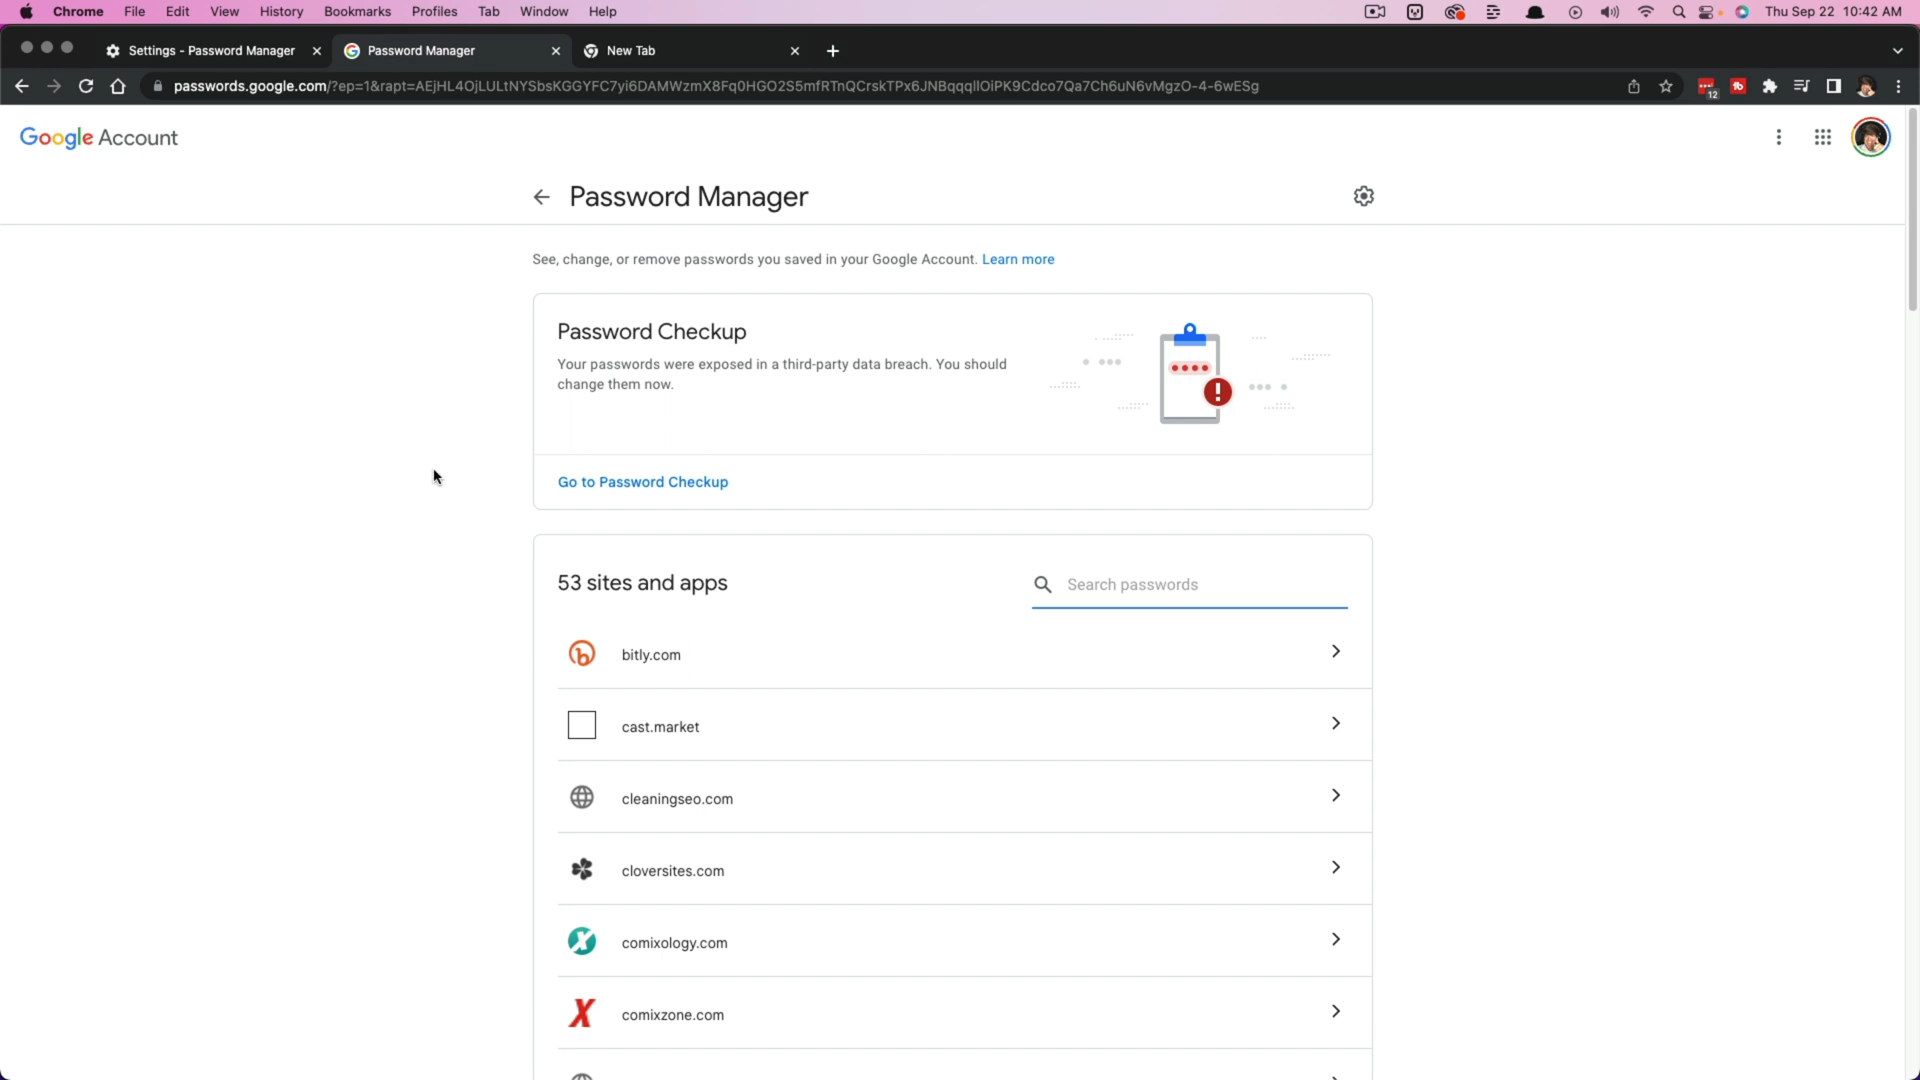 Chrome File Edit View History Bookmarks Profiles Tab Window Help Thu Sep 22 10:42 AM
Settings - Password Manager Password Manager New Tab
passwords.google.com/?ep=1&rapt=AEjHL4OjLULtNYSbsKGGYFC7yi6DAMWzmX8Fq0HGO2S5mfRTnQCrskTPx6JNBqqqllOiPK9Cdco7Qa7Ch6uN6vMgzO-4-6wESg
12
Google Account
Password Manager
See, change, or remove passwords you saved in your Google Account. Learn more
Password Checkup
Your passwords were exposed in a third-party data breach. You should
change them now.
Go to Password Checkup
53 sites and apps
Search passwords
bitly.com
cast.market
cleaningseo.com
cloversites.com
comixology.com
comixzone.com